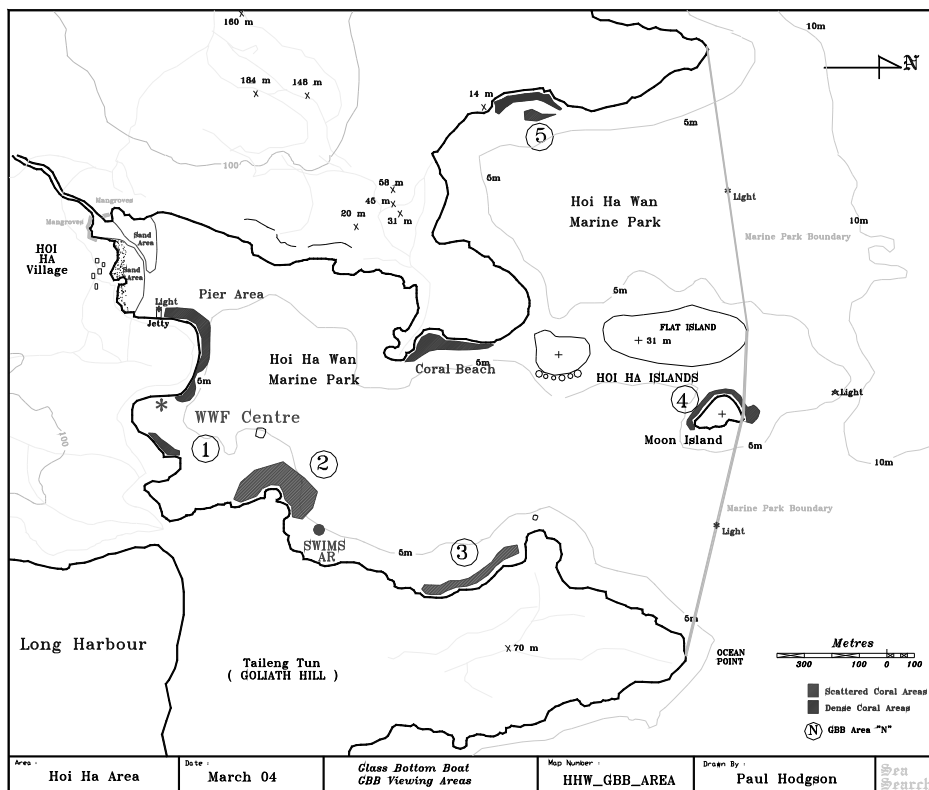 160 m
10m
184 m
148 m
N
14 m
5m
5
100
5m
58 m
45 m
20 m
31 m
Light
Hoi Ha Wan
Marine Park
Mangroves
Mangroves
10m
Marine Park Boundary
HOI
HA
Village
Sand
Area
Sand
Area
Light
Jetty
Pier Area
5m
FLAT ISLAND
31 m
Hoi Ha Wan
Marine Park
5m
Coral Beach
5m
HOI HA ISLANDS
4
Light
*
WWF Centre
Moon Island
5m
100
1
2
10m
Marine Park Boundary
Light
SWIMS
AR
5m
3
5m
Long Harbour
Taileng Tun
( GOLIATH HILL )
70 m
OCEAN
POINT
Metres
300 100 0 100
Scattered Coral Areas
Dense Coral Areas
N GBB Area "N"
Area :
Hoi Ha Area
Date :
March 04
Glass Bottom Boat
GBB Viewing Areas
Map Number :
HHW_GBB_AREA
Drawn By :
Paul Hodgson
Sea
Search